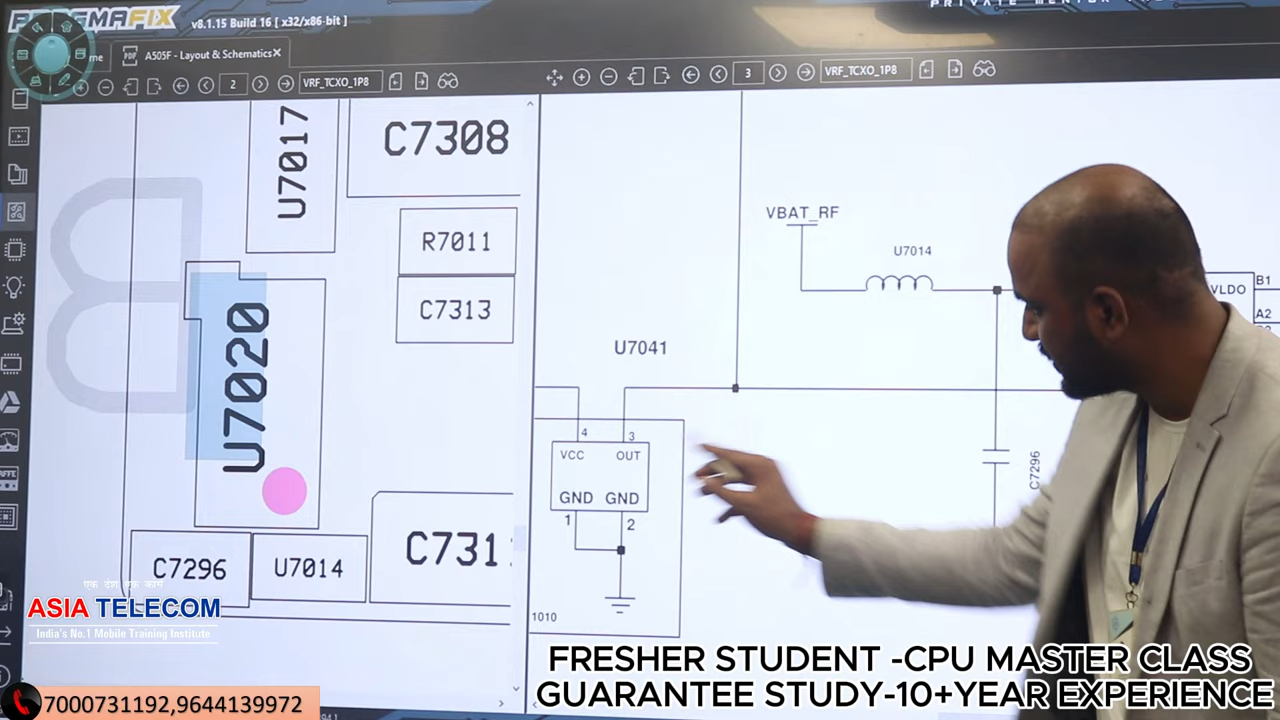 v8.1.15 Build 16 [ x32/x86-bit ]
A505F - Layout & Schematics
2
VRF_TCXO_1P8
3
VRF_TCXO_1P8
U7017
C7308
R7011
C7313
U7020
C7296
U7014
C731
VBAT_RF
U7014
VLDO
B1
A2
U7041
4
3
VCC
OUT
GND
GND
1
2
C7296
1010
एक देश एक काम
ASIA TELECOM
India's No.1 Mobile Training Institute
7000731192,9644139972
FRESHER STUDENT -CPU MASTER CLASS
GUARANTEE STUDY-10+YEAR EXPERIENCE